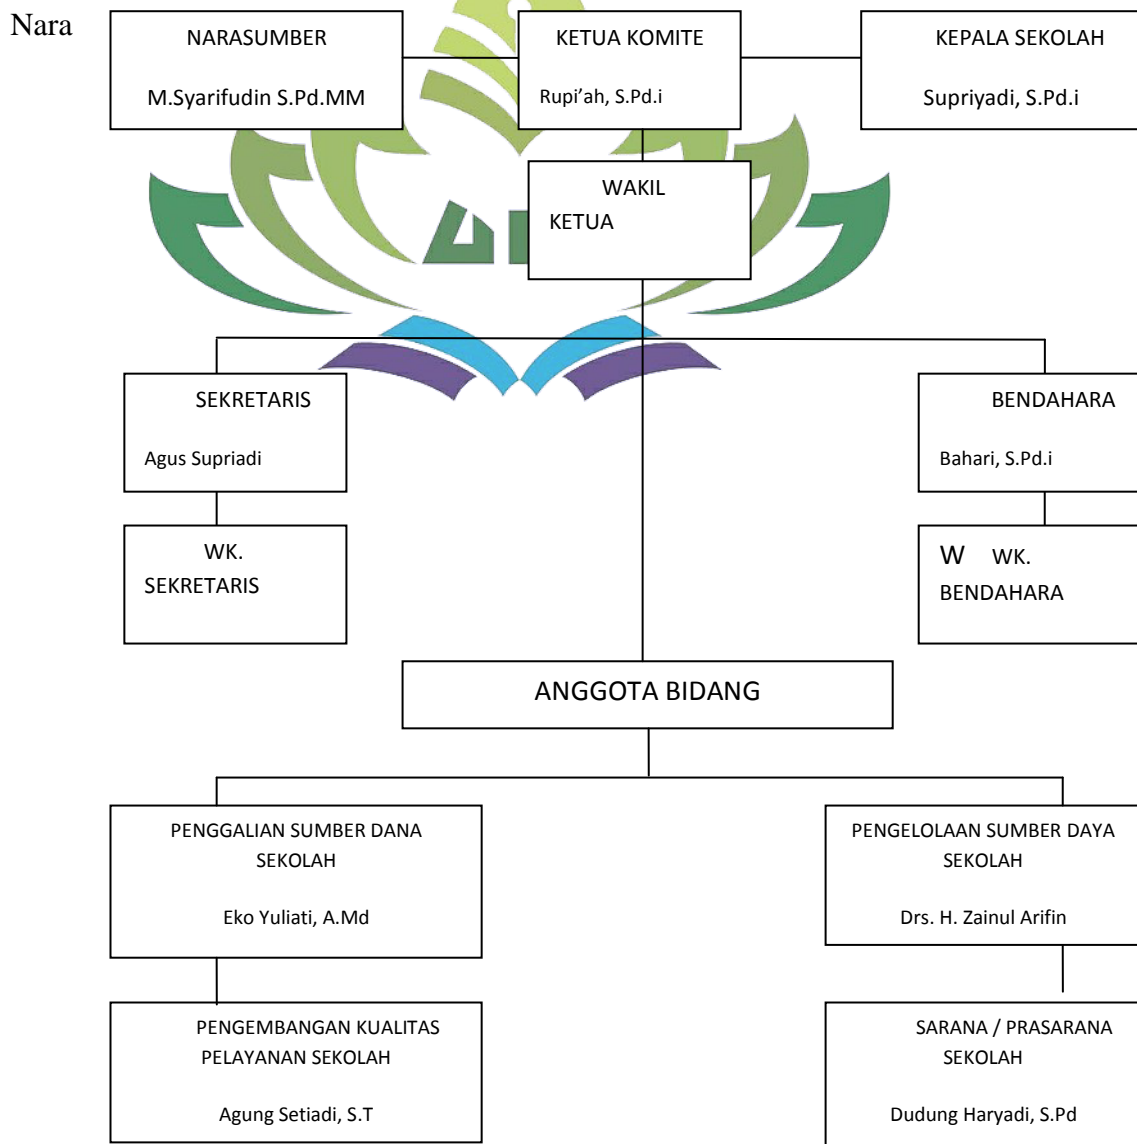 Nara
NARASUMBER
M.Syarifudin S.Pd.MM
KETUA KOMITE
Rupi’ah, S.Pd.i
KEPALA SEKOLAH
Supriyadi, S.Pd.i
WAKIL
KETUA
SEKRETARIS
Agus Supriadi
BENDAHARA
Bahari, S.Pd.i
WK.
SEKRETARIS
W WK.
BENDAHARA
ANGGOTA BIDANG
PENGGALIAN SUMBER DANA
SEKOLAH
Eko Yuliati, A.Md
PENGELOLAAN SUMBER DAYA
SEKOLAH
Drs. H. Zainul Arifin
PENGEMBANGAN KUALITAS
PELAYANAN SEKOLAH
Agung Setiadi, S.T
SARANA / PRASARANA
SEKOLAH
Dudung Haryadi, S.Pd